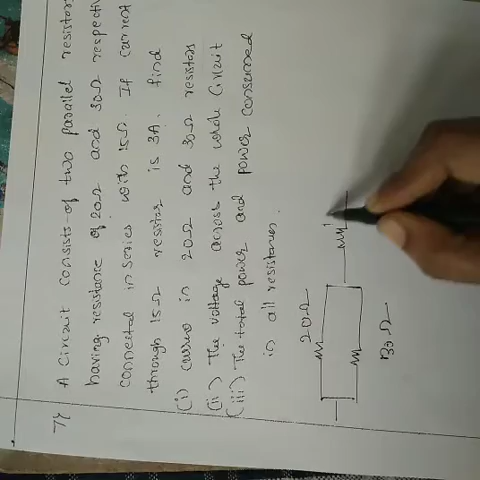 7} A Circuit consists of two parallel resistors
having resistance of 20Ω and 30Ω respecti
connected in series with 15Ω. If current
through 15Ω resistor is 3A, find
(i) current in 20Ω and 30Ω resistors
(ii) The voltage across the whole Circuit
(iii) The total power and power consumed
in all resistances.
20Ω
30Ω